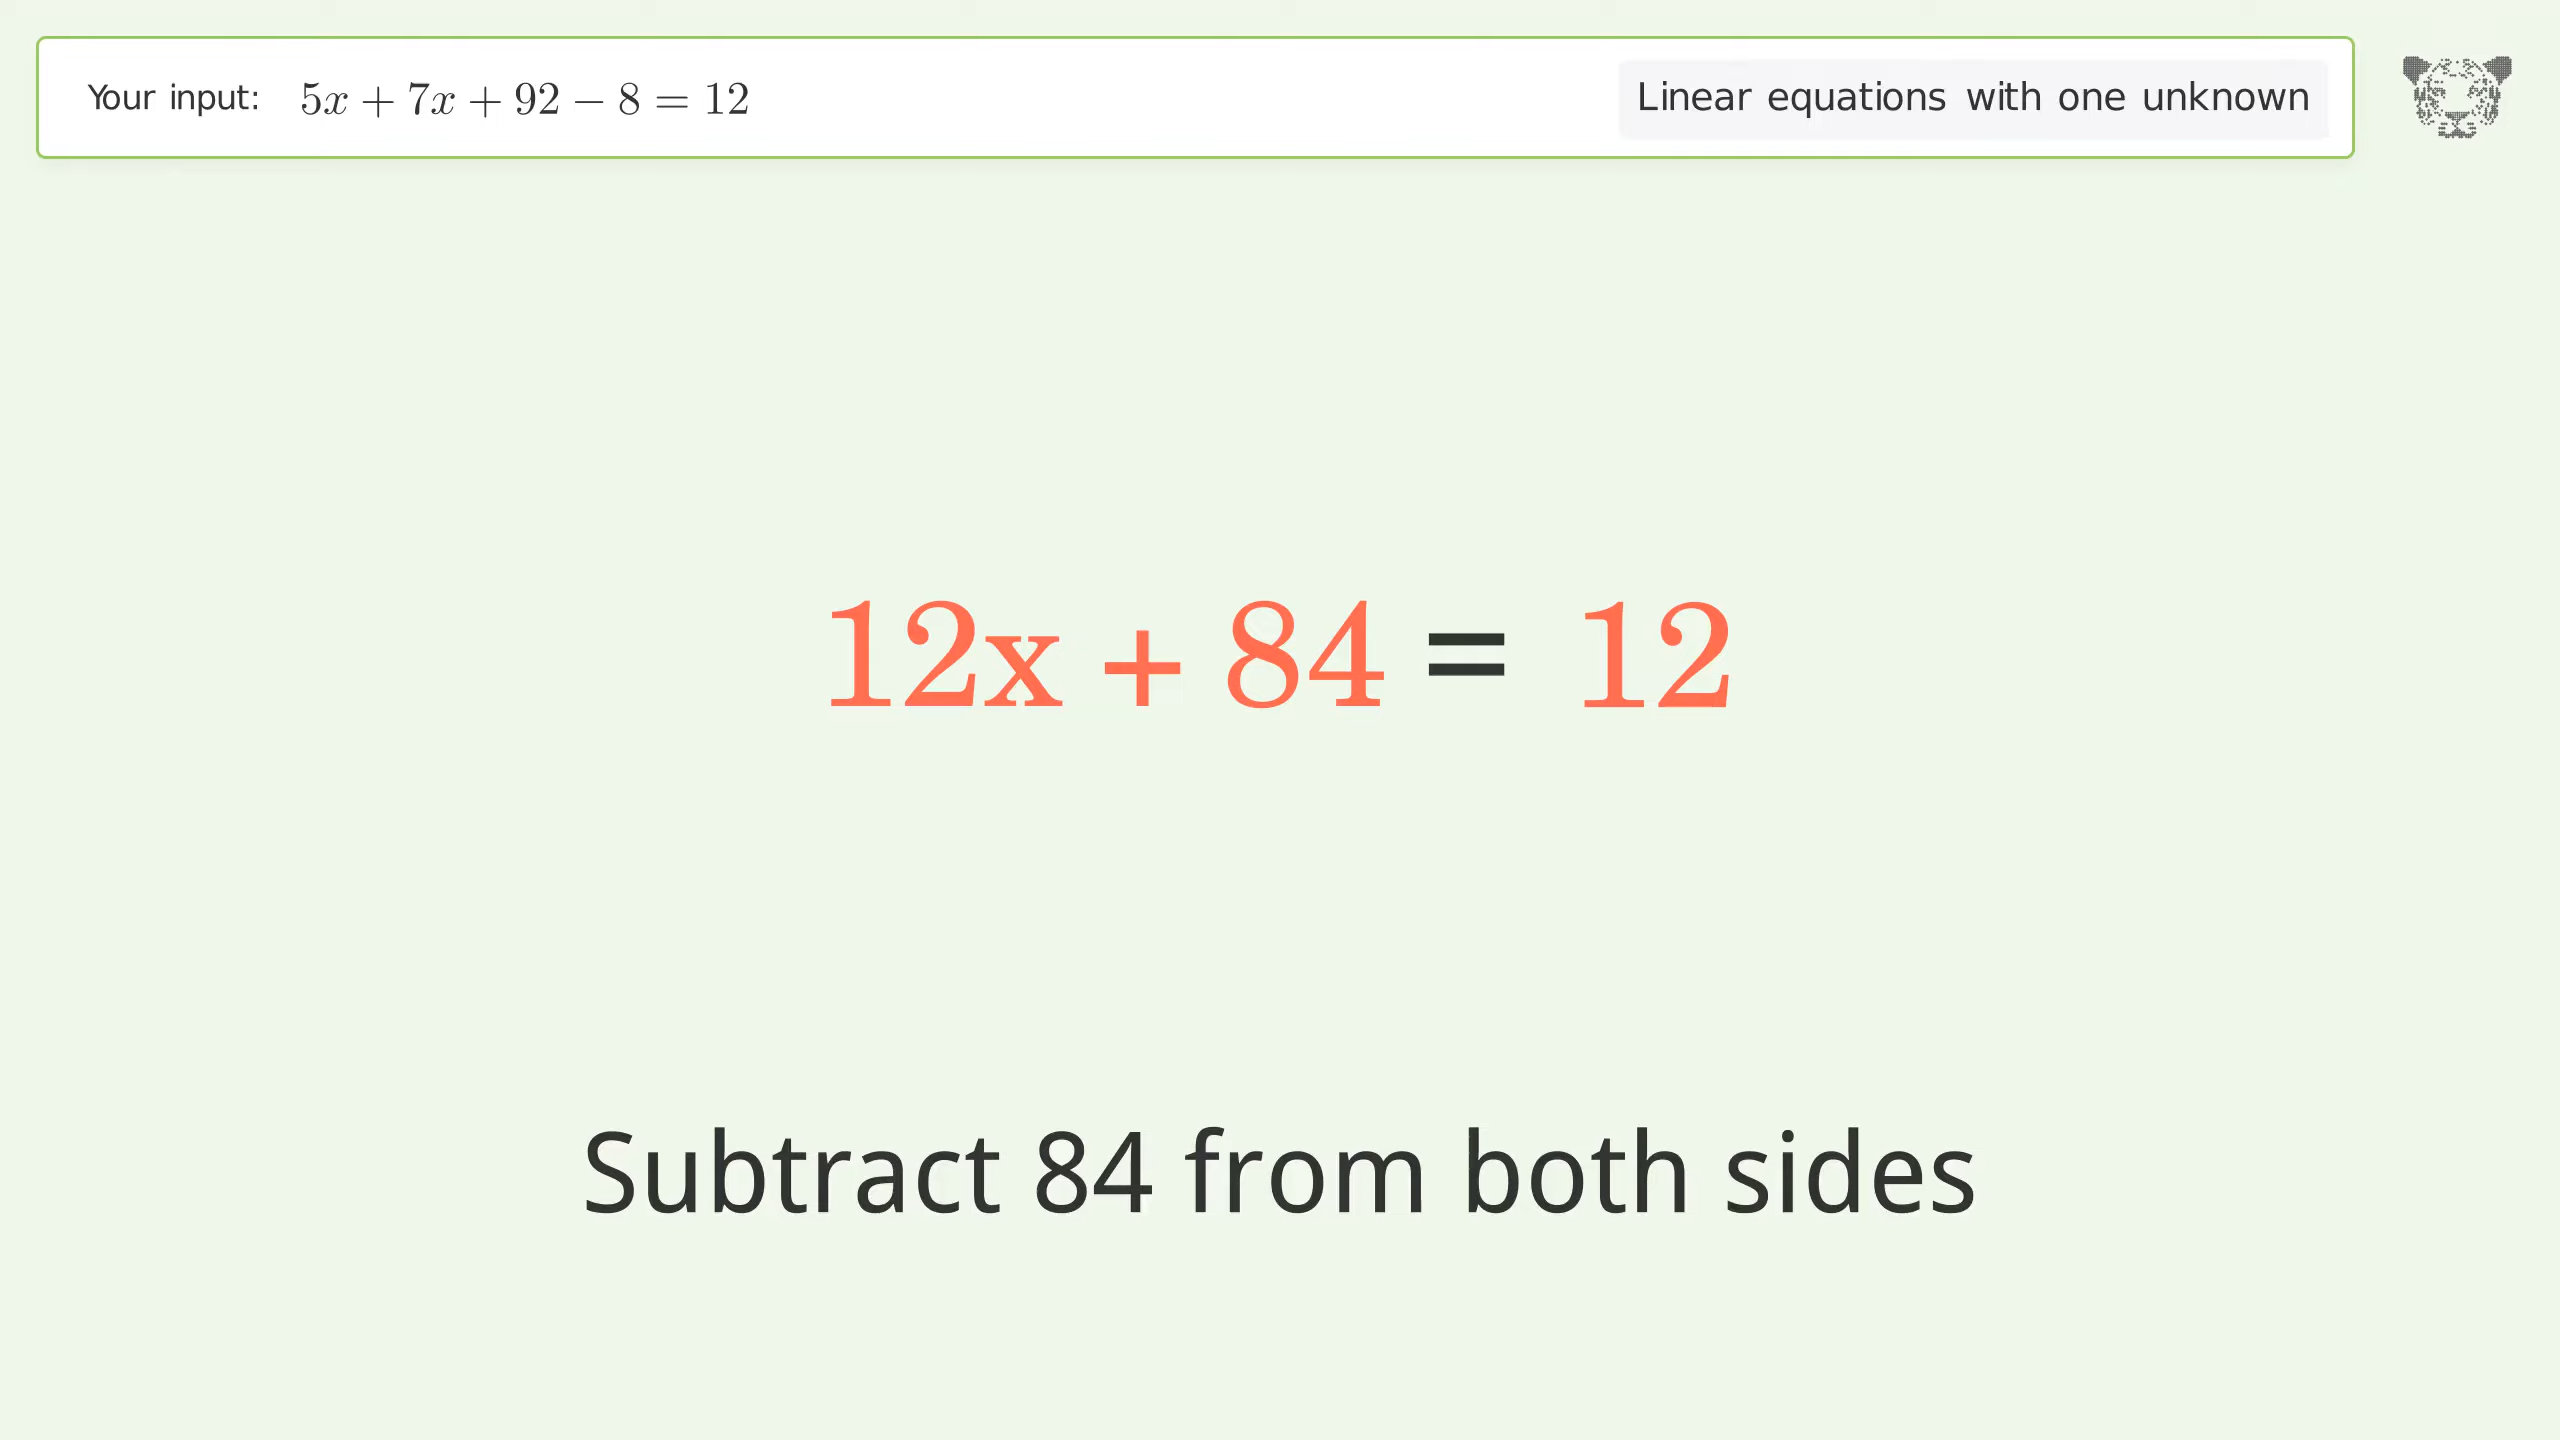 Your input: 5x + 7x + 92 − 8 = 12
Linear equations with one unknown
12x + 84 = 12
Subtract 84 from both sides